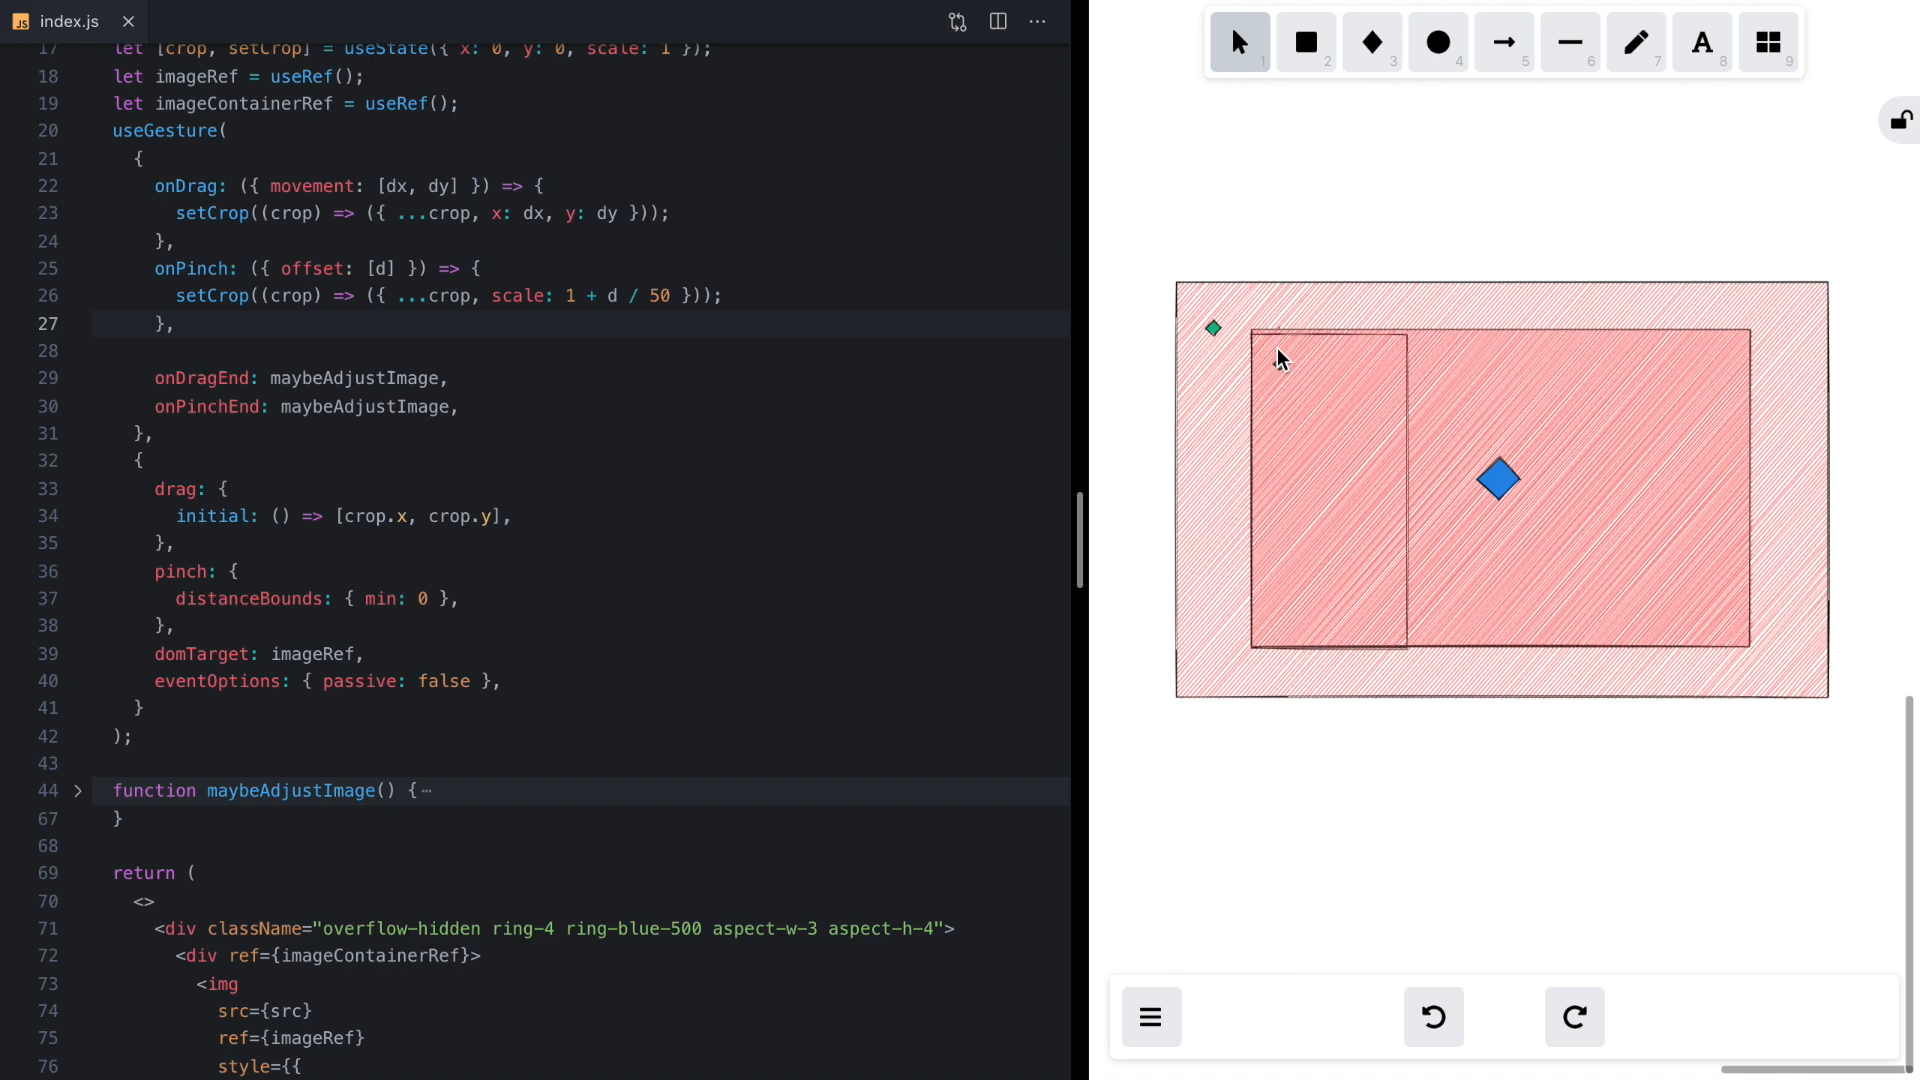 JS index.js
17 let [crop, setCrop] = useState({ x: 0, y: 0, scale: 1 });
18 let imageRef = useRef();
19 let imageContainerRef = useRef();
20 useGesture(
21 {
22 onDrag: ({ movement: [dx, dy] }) => {
23 setCrop((crop) => ({ ...crop, x: dx, y: dy }));
24 },
25 onPinch: ({ offset: [d] }) => {
26 setCrop((crop) => ({ ...crop, scale: 1 + d / 50 }));
27 },
28
29 onDragEnd: maybeAdjustImage,
30 onPinchEnd: maybeAdjustImage,
31 },
32 {
33 drag: {
34 initial: () => [crop.x, crop.y],
35 },
36 pinch: {
37 distanceBounds: { min: 0 },
38 },
39 domTarget: imageRef,
40 eventOptions: { passive: false },
41 }
42 );
43
44 function maybeAdjustImage() {⋯
67 }
68
69 return (
70 <>
71 <div className="overflow-hidden ring-4 ring-blue-500 aspect-w-3 aspect-h-4">
72 <div ref={imageContainerRef}>
73 <img
74 src={src}
75 ref={imageRef}
76 style={{
1 2 3 4 5 6 7 A 8 9